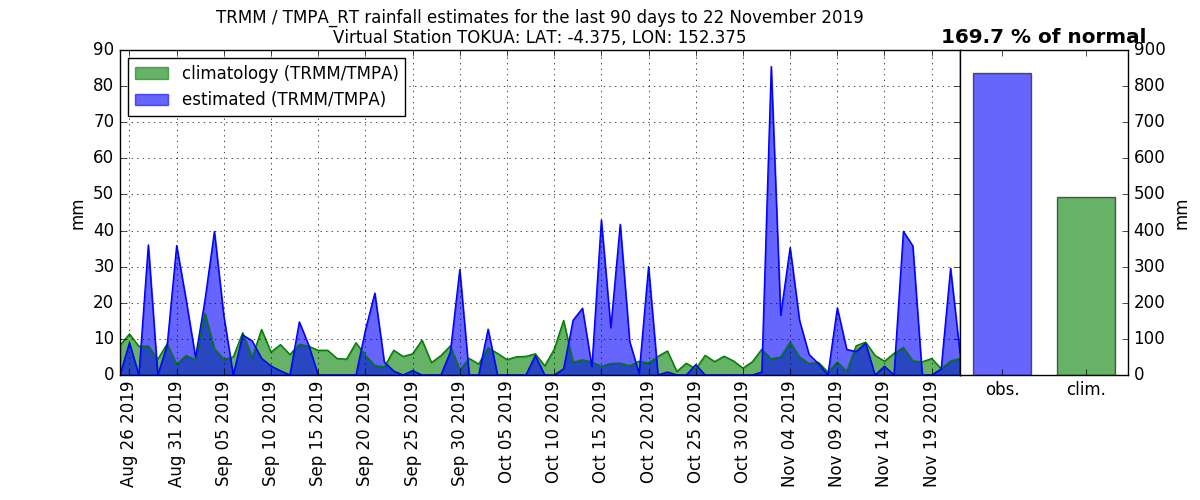 TRMM / TMPA_RT rainfall estimates for the last 90 days to 22 November 2019
Virtual Station TOKUA: LAT: -4.375, LON: 152.375
169.7 % of normal
climatology (TRMM/TMPA)
estimated (TRMM/TMPA)
90
80
70
60
50
40
30
20
10
0
mm
Aug 26 2019
Aug 31 2019
Sep 05 2019
Sep 10 2019
Sep 15 2019
Sep 20 2019
Sep 25 2019
Sep 30 2019
Oct 05 2019
Oct 10 2019
Oct 15 2019
Oct 20 2019
Oct 25 2019
Oct 30 2019
Nov 04 2019
Nov 09 2019
Nov 14 2019
Nov 19 2019
obs.
clim.
900
800
700
600
500
400
300
200
100
0
mm